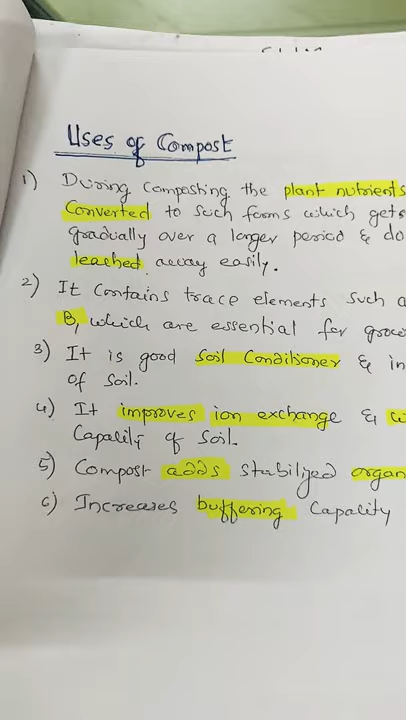 Uses of Compost
1) During Composting the plant nutrients
Converted to such forms which gets
gradually over a larger period & do
leached away easily.
2) It contains trace elements such a
B, which are essential for grow
3) It is good Soil Conditioner & in
of soil.
4) It improves ion exchange & w
Capality of Soil.
5) Compost adds stabilized organ
6) Increases buffering Capality